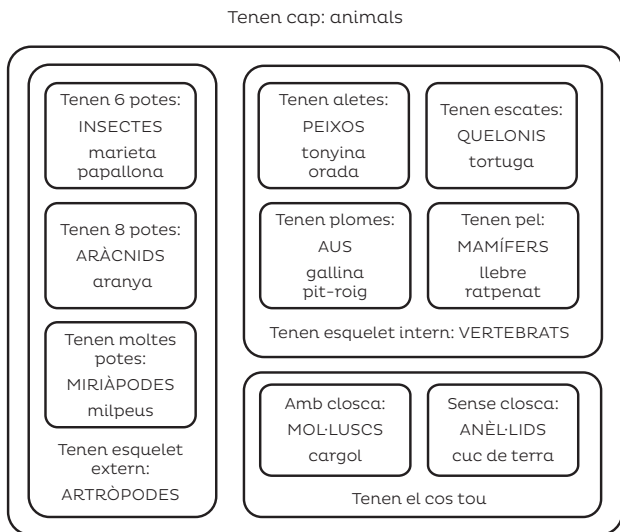 Tenen cap: animals
Tenen 6 potes:
INSECTES
marieta
papallona
Tenen 8 potes:
ARÀCNIDS
aranya
Tenen moltes
potes:
MIRIÀPODES
milpeus
Tenen esquelet
extern:
ARTRÒPODES
Tenen aletes:
PEIXOS
tonyina
orada
Tenen escates:
QUELONIS
tortuga
Tenen plomes:
AUS
gallina
pit-roig
Tenen pel:
MAMÍFERS
llebre
ratpenat
Tenen esquelet intern: VERTEBRATS
Amb closca:
MOL·LUSCS
cargol
Sense closca:
ANÈL·LIDS
cuc de terra
Tenen el cos tou